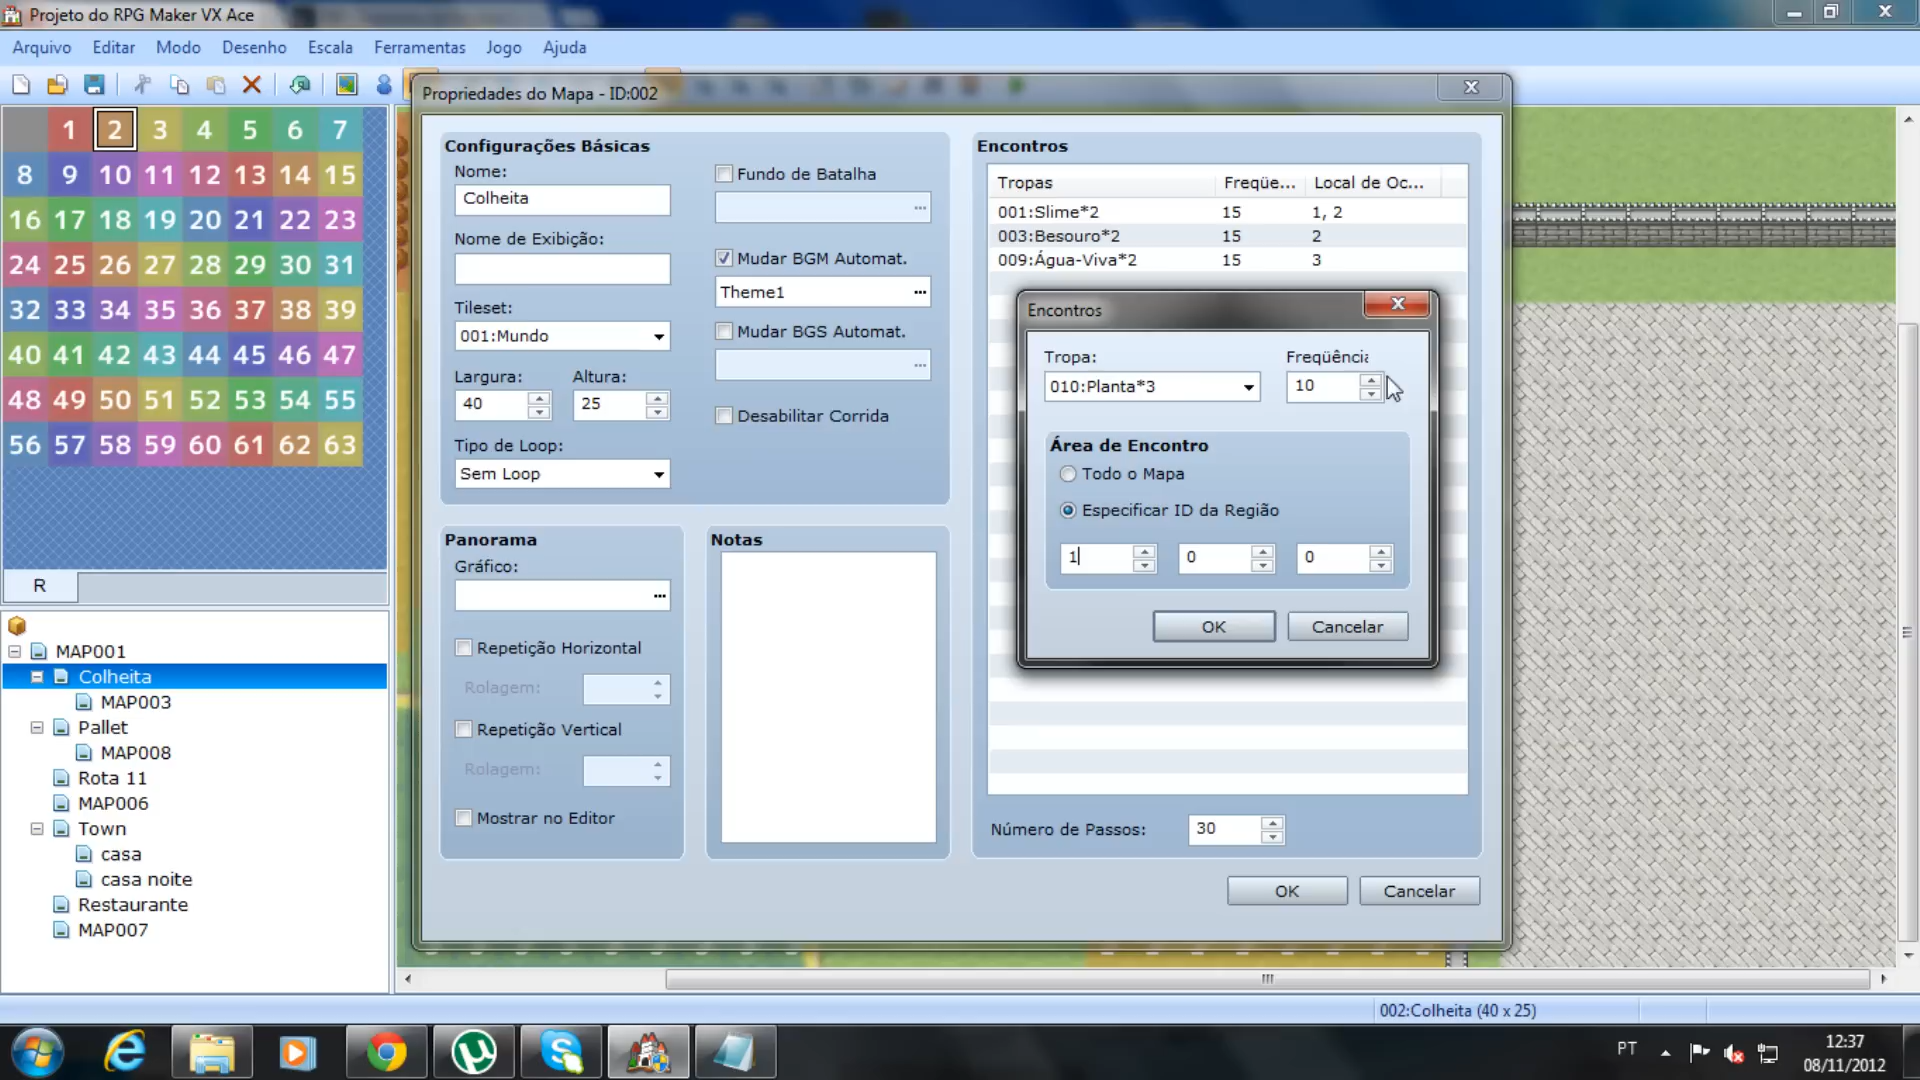 Projeto do RPG Maker VX Ace
Arquivo Editar Modo Desenho Escala Ferramentas Jogo Ajuda
1 2 3 4 5 6 7
8 9 10 11 12 13 14 15
16 17 18 19 20 21 22 23
24 25 26 27 28 29 30 31
32 33 34 35 36 37 38 39
40 41 42 43 44 45 46 47
48 49 50 51 52 53 54 55
56 57 58 59 60 61 62 63
R
MAP001
Colheita
MAP003
Pallet
MAP008
Rota 11
MAP006
Town
casa
casa noite
Restaurante
MAP007
Propriedades do Mapa - ID:002
Configurações Básicas
Nome:
Colheita
Nome de Exibição:
Tileset:
001:Mundo
Largura: Altura:
40 25
Tipo de Loop:
Sem Loop
Fundo de Batalha
...
Mudar BGM Automat.
Theme1 ...
Mudar BGS Automat.
...
Desabilitar Corrida
Panorama
Gráfico:
...
Repetição Horizontal
Rolagem:
Repetição Vertical
Rolagem:
Mostrar no Editor
Notas
Encontros
Tropas Freqüe... Local de Oc...
001:Slime*2 15 1, 2
003:Besouro*2 15 2
009:Água-Viva*2 15 3
Encontros
Tropa: Freqüência
010:Planta*3 10
Área de Encontro
Todo o Mapa
Especificar ID da Região
1 0 0
OK Cancelar
Número de Passos: 30
OK Cancelar
002:Colheita (40 x 25)
PT
12:37
08/11/2012